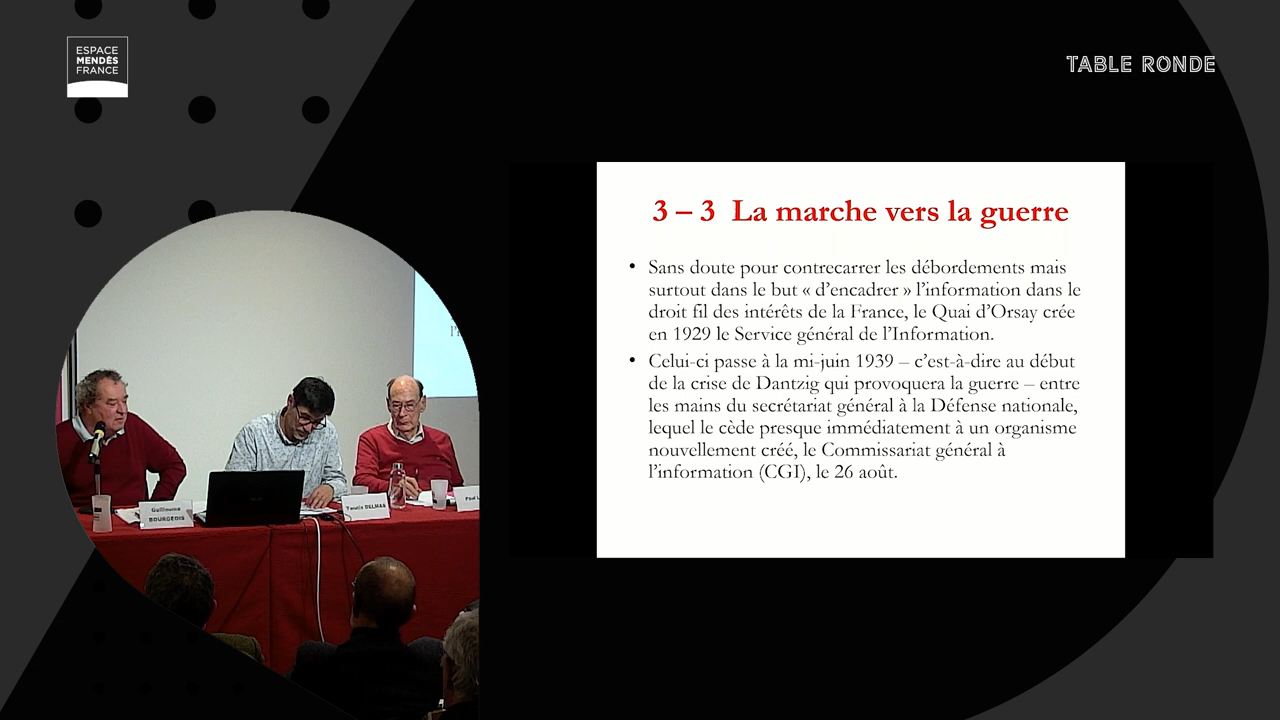 ESPACE
MENDÈS
FRANCE
TABLE RONDE
3 – 3 La marche vers la guerre
• Sans doute pour contrecarrer les débordements mais
surtout dans le but « d’encadrer » l’information dans le
droit fil des intérêts de la France, le Quai d’Orsay crée
en 1929 le Service général de l’Information.
• Celui-ci passe à la mi-juin 1939 – c’est-à-dire au début
de la crise de Dantzig qui provoquera la guerre – entre
les mains du secrétariat général à la Défense nationale,
lequel le cède presque immédiatement à un organisme
nouvellement créé, le Commissariat général à
l’information (CGI), le 26 août.
Guillaume
BOURGEOIS
Yannis DELMAS
Paul